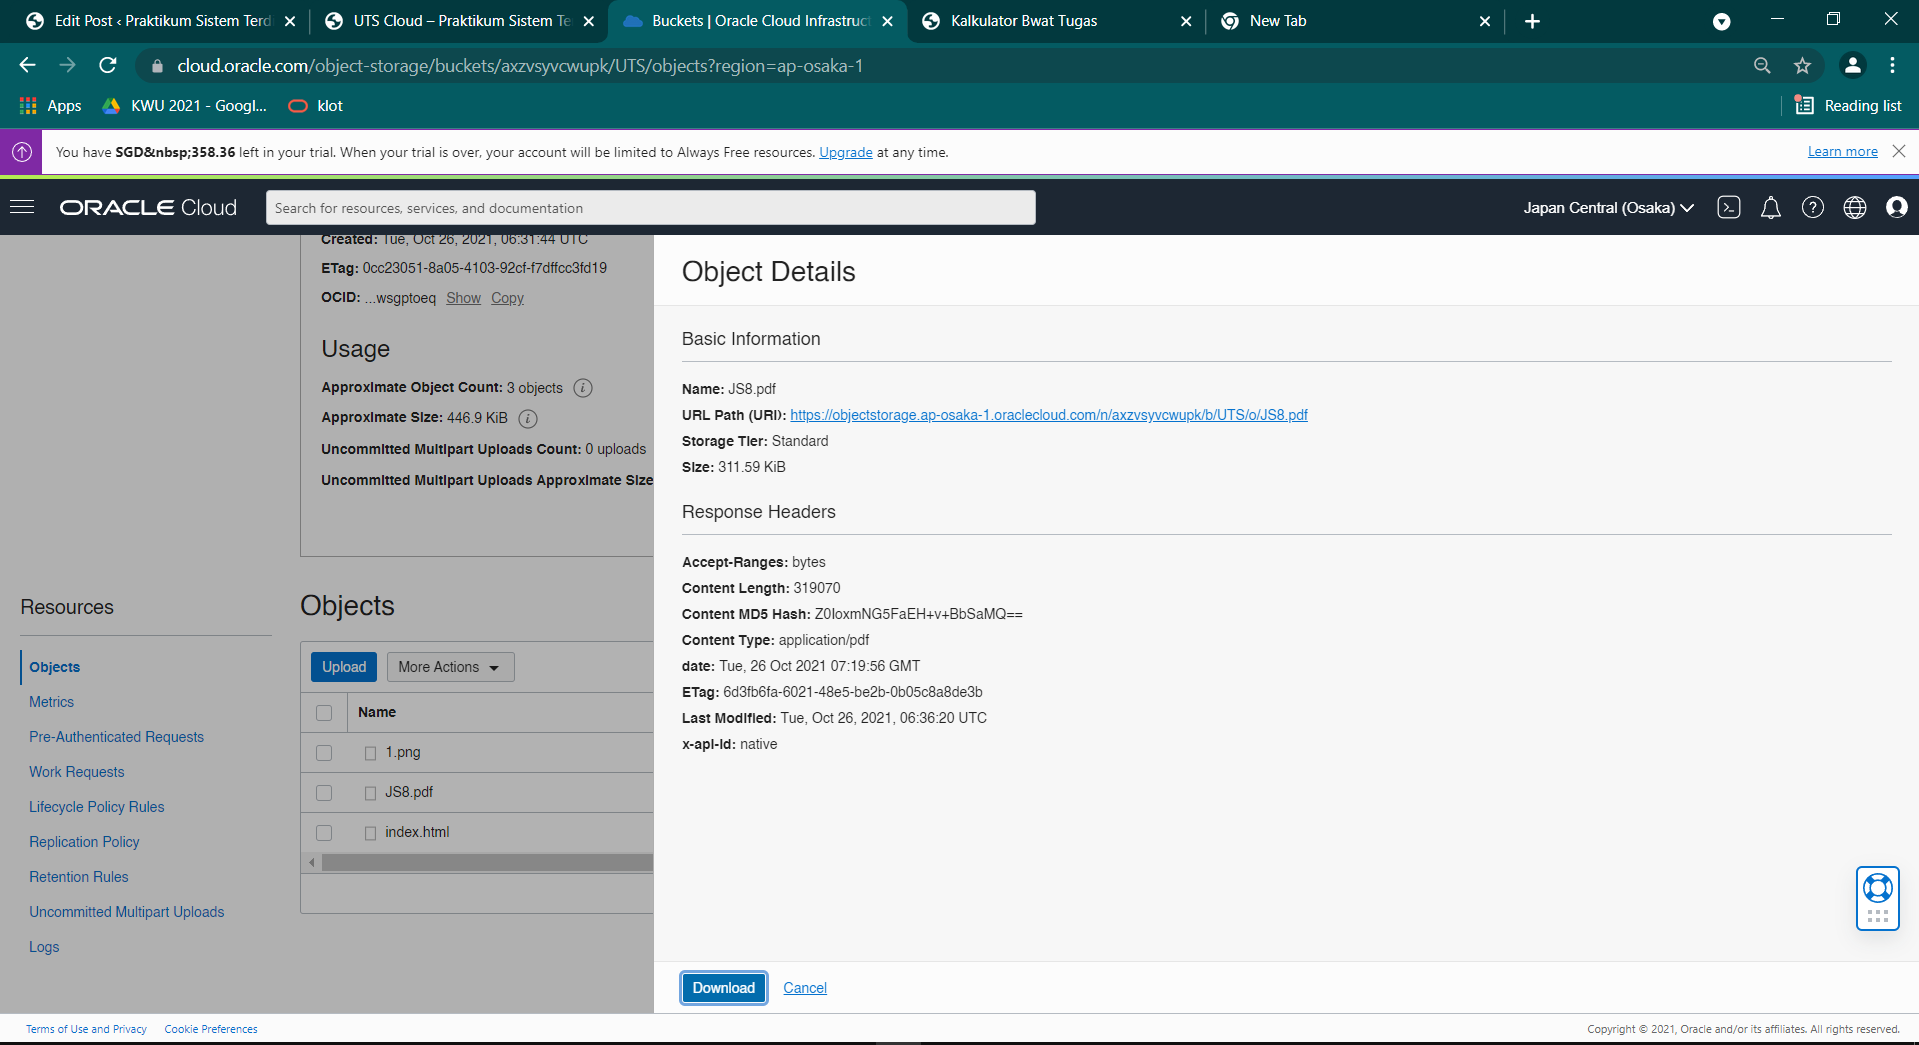 Edit Post ‹ Praktikum Sistem Terdi
UTS Cloud – Praktikum Sistem Te
Buckets | Oracle Cloud Infrastruct
Kalkulator Bwat Tugas
New Tab
cloud.oracle.com/object-storage/buckets/axzvsyvcwupk/UTS/objects?region=ap-osaka-1
Apps
KWU 2021 - Googl...
klot
Reading list
You have SGD&nbsp;358.36 left in your trial. When your trial is over, your account will be limited to Always Free resources. Upgrade at any time.
Learn more
ORACLE Cloud
Search for resources, services, and documentation
Japan Central (Osaka)
Created: Tue, Oct 26, 2021, 06:31:44 UTC
ETag: 0cc23051-8a05-4103-92cf-f7dffcc3fd19
OCID: ...wsgptoeq Show Copy
Usage
Approximate Object Count: 3 objects
Approximate Size: 446.9 KiB
Uncommitted Multipart Uploads Count: 0 uploads
Uncommitted Multipart Uploads Approximate Size
Resources
Objects
Metrics
Pre-Authenticated Requests
Work Requests
Lifecycle Policy Rules
Replication Policy
Retention Rules
Uncommitted Multipart Uploads
Logs
Objects
Upload
More Actions
Name
1.png
JS8.pdf
index.html
Object Details
Basic Information
Name: JS8.pdf
URL Path (URI): https://objectstorage.ap-osaka-1.oraclecloud.com/n/axzvsyvcwupk/b/UTS/o/JS8.pdf
Storage Tier: Standard
Size: 311.59 KiB
Response Headers
Accept-Ranges: bytes
Content Length: 319070
Content MD5 Hash: Z0IoxmNG5FaEH+v+BbSaMQ==
Content Type: application/pdf
date: Tue, 26 Oct 2021 07:19:56 GMT
ETag: 6d3fb6fa-6021-48e5-be2b-0b05c8a8de3b
Last Modified: Tue, Oct 26, 2021, 06:36:20 UTC
x-api-id: native
Download
Cancel
Terms of Use and Privacy
Cookie Preferences
Copyright © 2021, Oracle and/or its affiliates. All rights reserved.